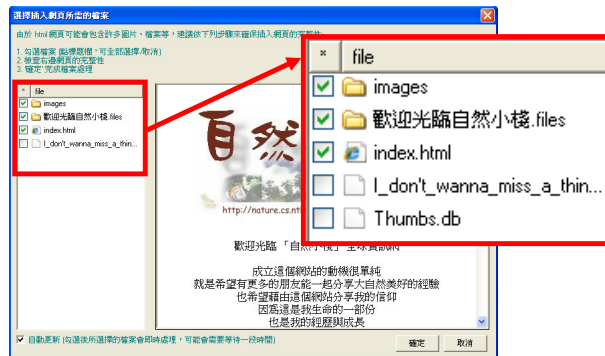 選擇插入網頁所需的檔案
由於 html 網頁可能會包含許多圖片、檔案等，建議依下列步驟來確保插入網頁的完整性
1. 勾選檔案 (點標題欄 * 可全部選擇/取消)
2. 檢查右邊網頁的完整性
3. '確定' 完成檔案處理
* file
images
歡迎光臨自然小棧.files
index.html
I_don't_wanna_miss_a_thin...
* file
images
歡迎光臨自然小棧.files
index.html
I_don't_wanna_miss_a_thin...
Thumbs.db
自然
http://nature.cs.nt
歡迎光臨「自然小棧」全球資訊網
成立這個網站的動機很單純
就是希望有更多的朋友能一起分享大自然美好的經驗
也希望藉由這個網站分享我的信仰
因為這是我生命的一部份
也是我的經歷與成長
自動更新 (勾選後所選擇的檔案會即時處理，可能會需要等待一段時間)
確定 取消